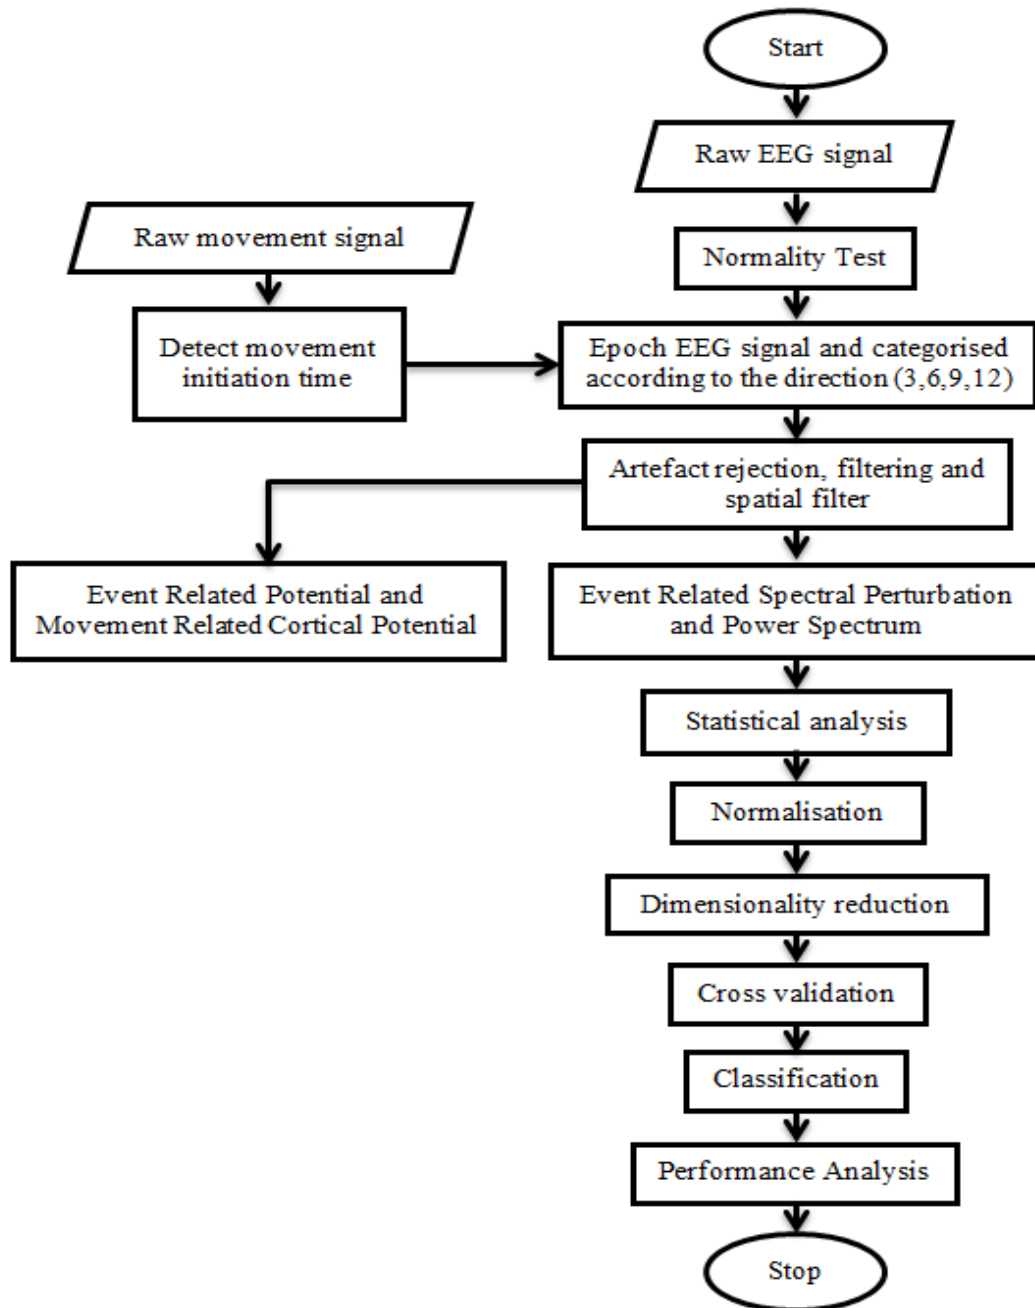 Start
Raw EEG signal
Raw movement signal
Normality Test
Detect movement
initiation time
Epoch EEG signal and categorised
according to the direction (3,6,9,12)
Artefact rejection, filtering and
spatial filter
Event Related Potential and
Movement Related Cortical Potential
Event Related Spectral Perturbation
and Power Spectrum
Statistical analysis
Normalisation
Dimensionality reduction
Cross validation
Classification
Performance Analysis
Stop